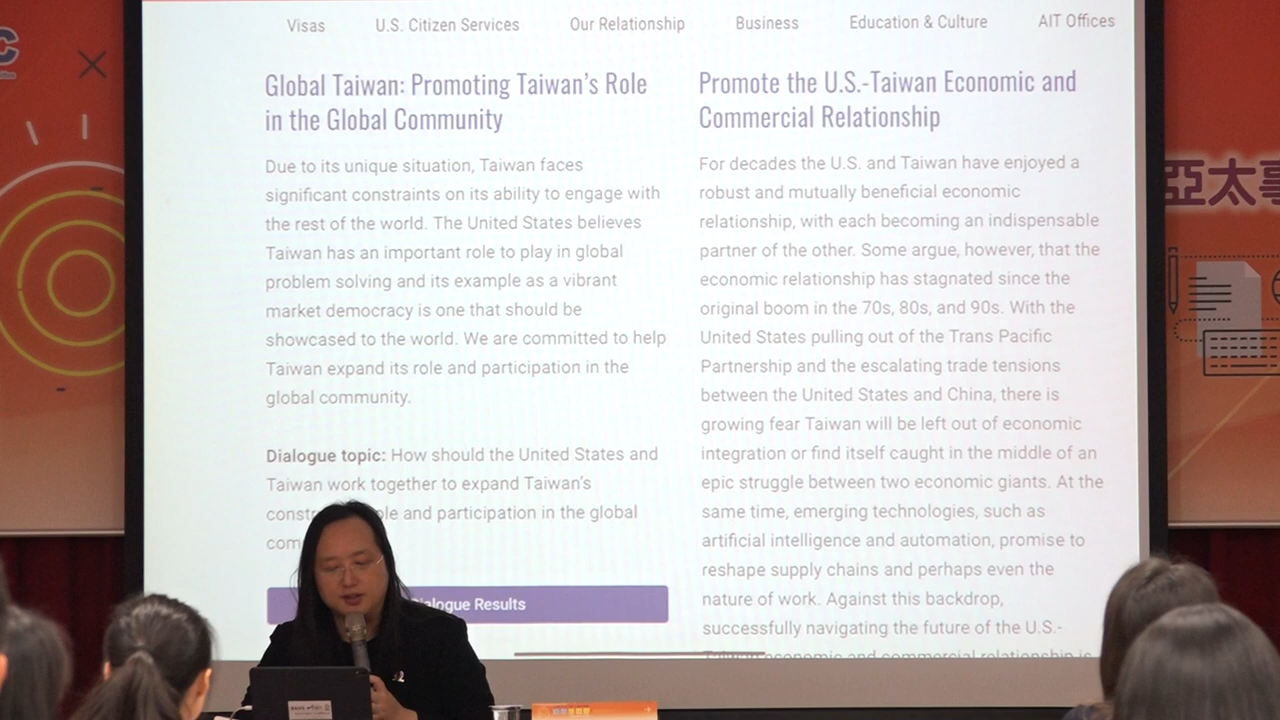 Visas U.S. Citizen Services Our Relationship Business Education & Culture AIT Offices
Global Taiwan: Promoting Taiwan's Role
in the Global Community
Due to its unique situation, Taiwan faces
significant constraints on its ability to engage with
the rest of the world. The United States believes
Taiwan has an important role to play in global
problem solving and its example as a vibrant
market democracy is one that should be
showcased to the world. We are committed to help
Taiwan expand its role and participation in the
global community.
Dialogue topic: How should the United States and
Taiwan work together to expand Taiwan's
role and participation in the global
Dialogue Results
Promote the U.S.-Taiwan Economic and
Commercial Relationship
For decades the U.S. and Taiwan have enjoyed a
robust and mutually beneficial economic
relationship, with each becoming an indispensable
partner of the other. Some argue, however, that the
economic relationship has stagnated since the
original boom in the 70s, 80s, and 90s. With the
United States pulling out of the Trans Pacific
Partnership and the escalating trade tensions
between the United States and China, there is
growing fear Taiwan will be left out of economic
integration or find itself caught in the middle of an
epic struggle between two economic giants. At the
same time, emerging technologies, such as
artificial intelligence and automation, promise to
reshape supply chains and perhaps even the
nature of work. Against this backdrop,
successfully navigating the future of the U.S.-
Taiwan economic and commercial relationship is
亞太事